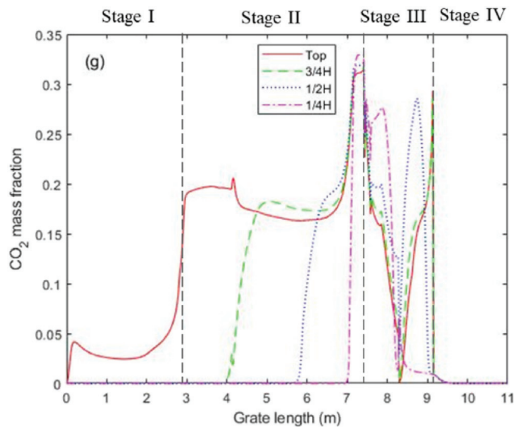 Stage I Stage II Stage III Stage IV
0.35
(g)
Top
3/4H
1/2H
1/4H
0.3
0.25
0.2
0.15
0.1
0.05
0
CO2 mass fraction
0 1 2 3 4 5 6 7 8 9 10 11
Grate length (m)